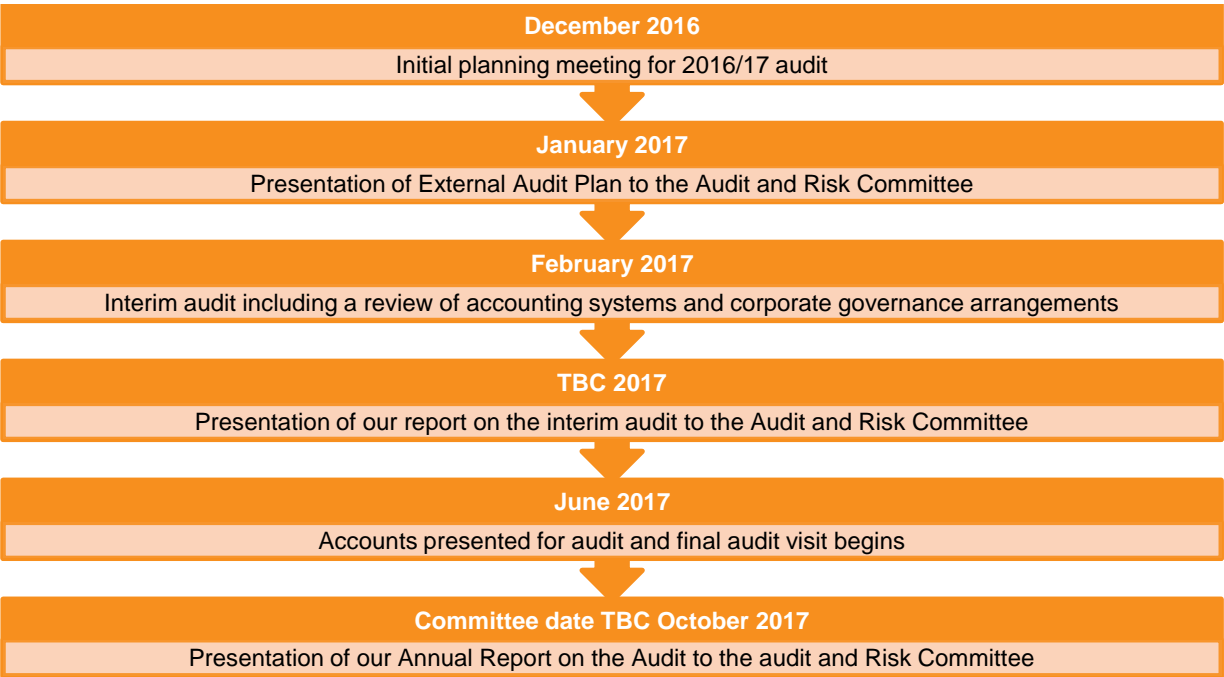 December 2016
Initial planning meeting for 2016/17 audit
January 2017
Presentation of External Audit Plan to the Audit and Risk Committee
February 2017
Interim audit including a review of accounting systems and corporate governance arrangements
TBC 2017
Presentation of our report on the interim audit to the Audit and Risk Committee
June 2017
Accounts presented for audit and final audit visit begins
Committee date TBC October 2017
Presentation of our Annual Report on the Audit to the audit and Risk Committee